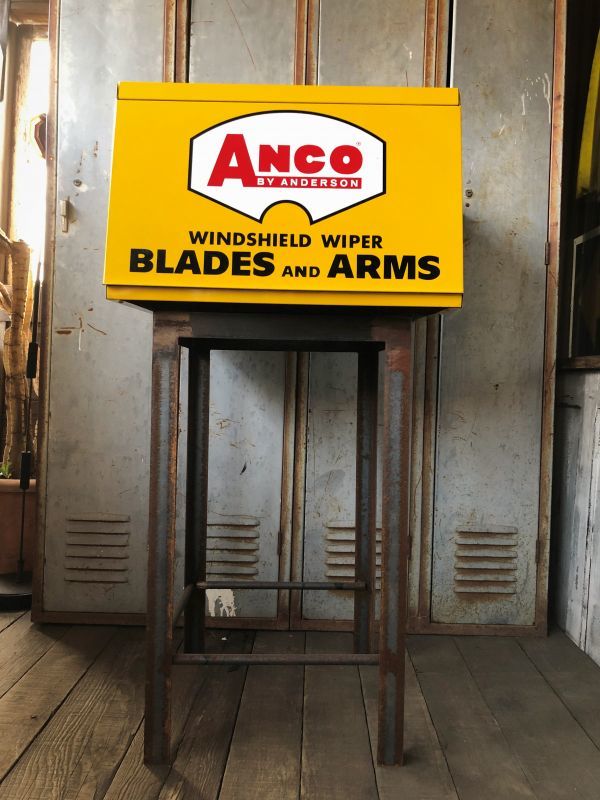 ANCO
BY ANDERSON
WINDSHIELD WIPER
BLADES AND ARMS